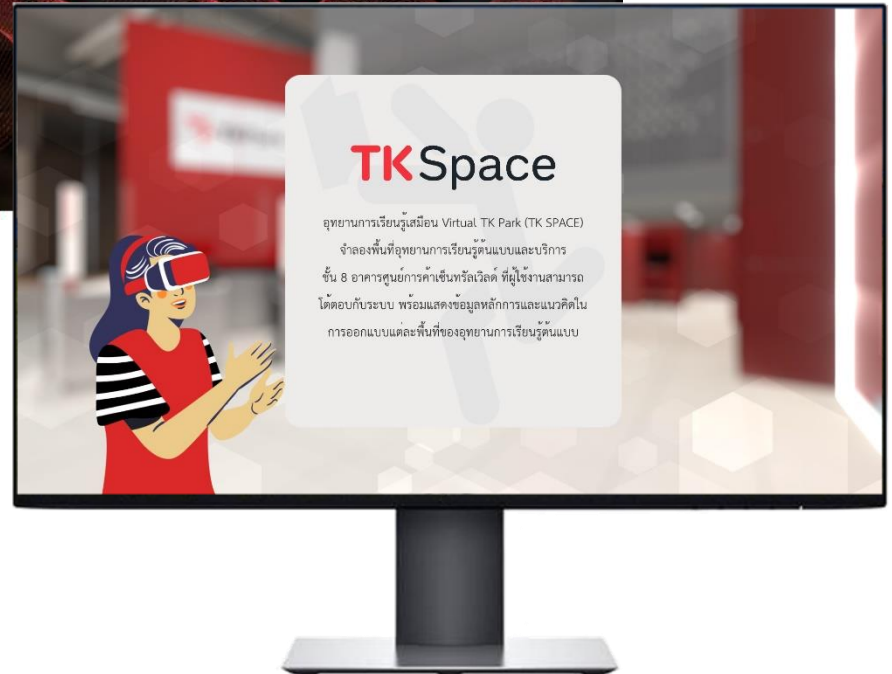 TKSpace
อุทยานการเรียนรู้เสมือน Virtual TK Park (TK SPACE)
จำลองพื้นที่อุทยานการเรียนรู้ต้นแบบและบริการ
ชั้น 8 อาคารศูนย์การค้าเซ็นทรัลเวิลด์ ที่ผู้ใช้งานสามารถ
โต้ตอบกับระบบ พร้อมแสดงข้อมูลหลักการและแนวคิดใน
การออกแบบแต่ละพื้นที่ของอุทยานการเรียนรู้ต้นแบบ